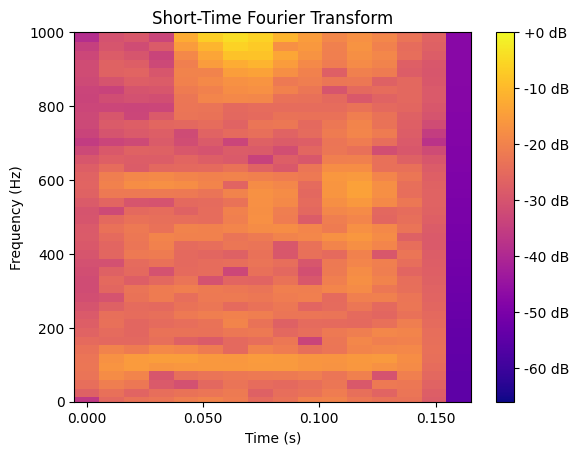 Short-Time Fourier Transform
Frequency (Hz)
1000
800
600
400
200
0
0.000
0.050
0.100
0.150
Time (s)
+0 dB
-10 dB
-20 dB
-30 dB
-40 dB
-50 dB
-60 dB